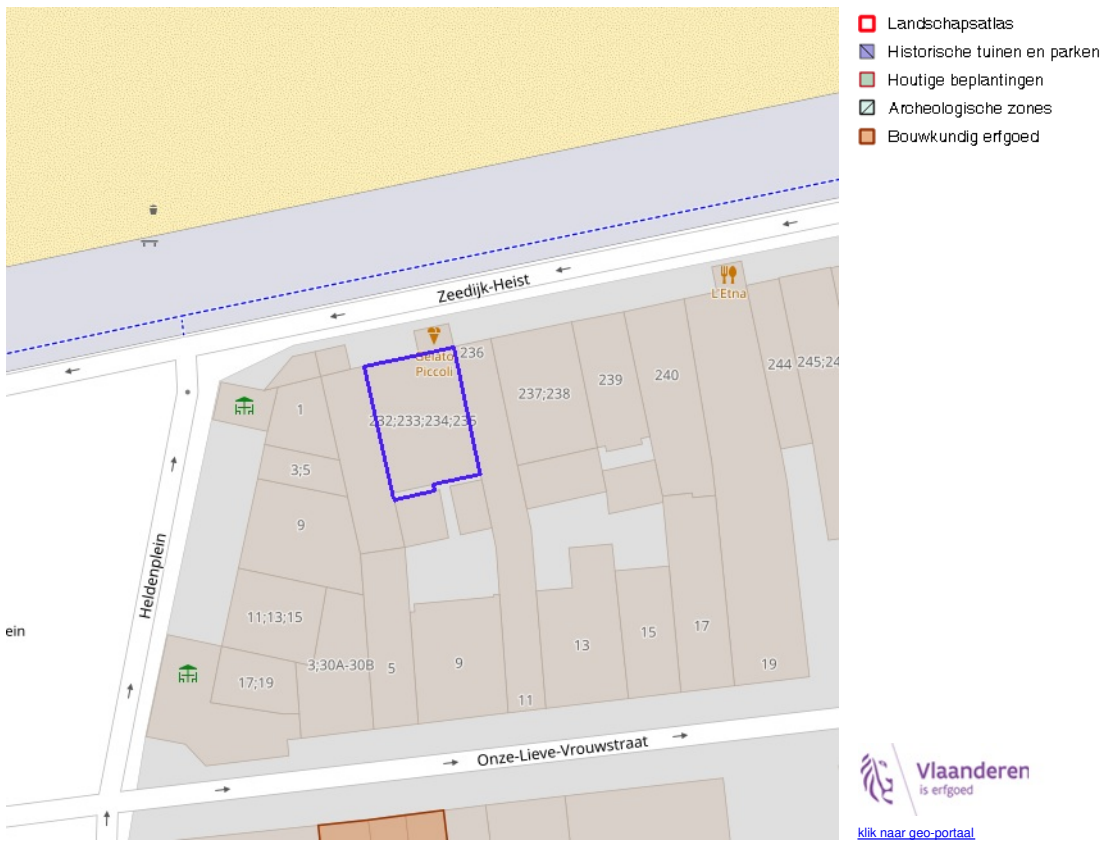 Landschapsatlas
Historische tuinen en parken
Houtige beplantingen
Archeologische zones
Bouwkundig erfgoed
Zeedijk-Heist
L'Etna
Gelato
Piccoli
236
232;233;234;235
237;238
239
240
244
245;24
1
3;5
9
11;13;15
17;19
3;30A-30B
5
9
11
13
15
17
19
Heldenplein
ein
Onze-Lieve-Vrouwstraat
Vlaanderen
is erfgoed
klik naar geo-portaal